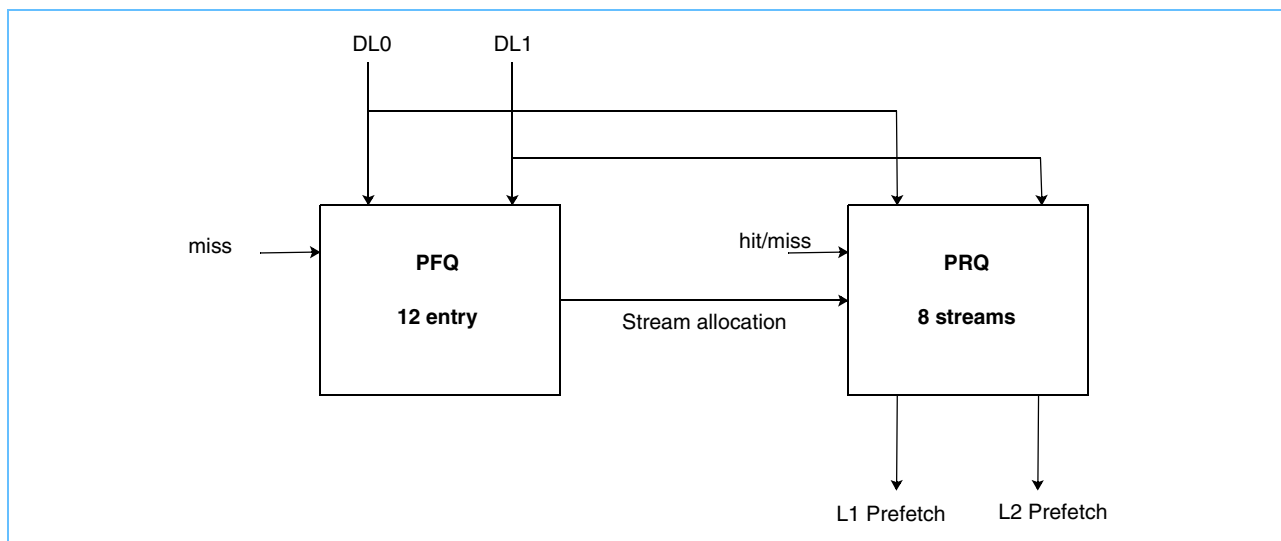 DL0
DL1
miss
PFQ
12 entry
Stream allocation
hit/miss
PRQ
8 streams
L1 Prefetch
L2 Prefetch